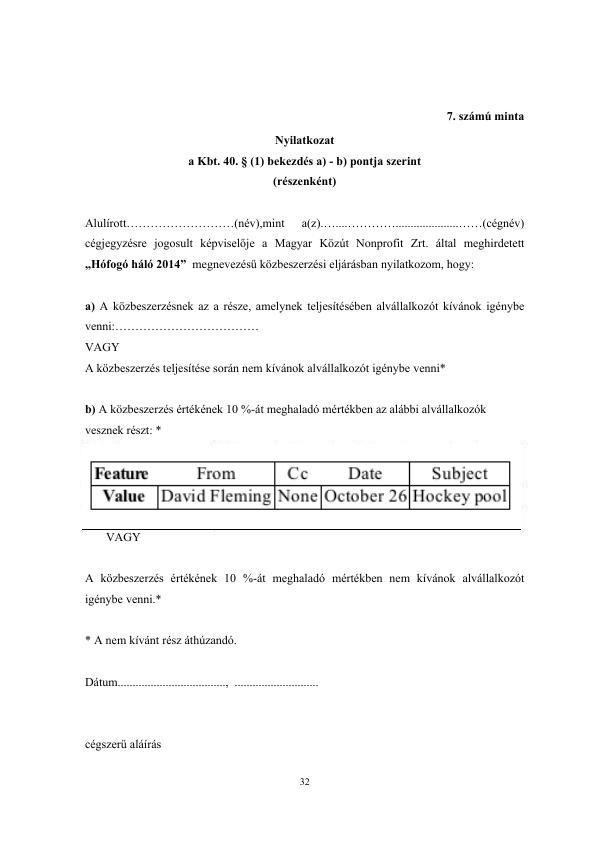 7. számú minta
Nyilatkozat
a Kbt. 40. § (1) bekezdés a) - b) pontja szerint
(részenként)
Alulírott………………………(név),mint a(z)…....…………......................……(cégnév)
cégjegyzésre jogosult képviselője a Magyar Közút Nonprofit Zrt. által meghirdetett
„Hófogó háló 2014” megnevezésű közbeszerzési eljárásban nyilatkozom, hogy:
a) A közbeszerzésnek az a része, amelynek teljesítésében alvállalkozót kívánok igénybe
venni:………………………………
VAGY
A közbeszerzés teljesítése során nem kívánok alvállalkozót igénybe venni*
b) A közbeszerzés értékének 10 %-át meghaladó mértékben az alábbi alvállalkozók
vesznek részt: *
Feature From Cc Date Subject
Value David Fleming None October 26 Hockey pool
VAGY
A közbeszerzés értékének 10 %-át meghaladó mértékben nem kívánok alvállalkozót
igénybe venni.*
* A nem kívánt rész áthúzandó.
Dátum...................................., ............................
cégszerű aláírás
32